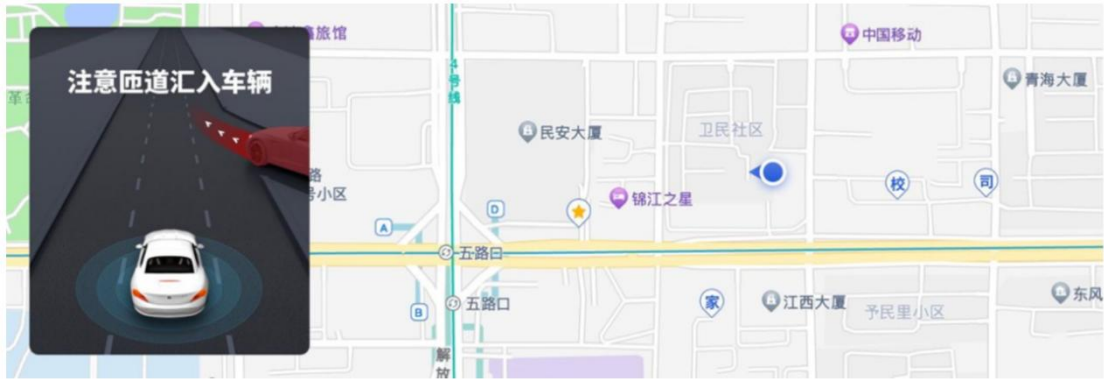 注意匝道汇入车辆
旅馆
中国移动
4号线
青海大厦
革
民安大厦
卫民社区
路
号小区
校
司
锦江之星
D
A
五路口
五路口
B
家
江西大厦
予民里小区
东风
解放